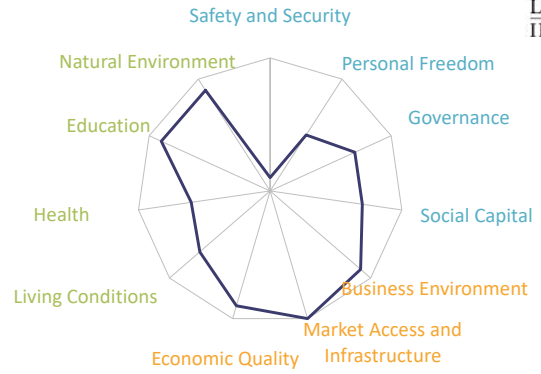 Safety and Security
Natural Environment
Personal Freedom
Education
Governance
Health
Social Capital
Living Conditions
Business Environment
Market Access and
Infrastructure
Economic Quality